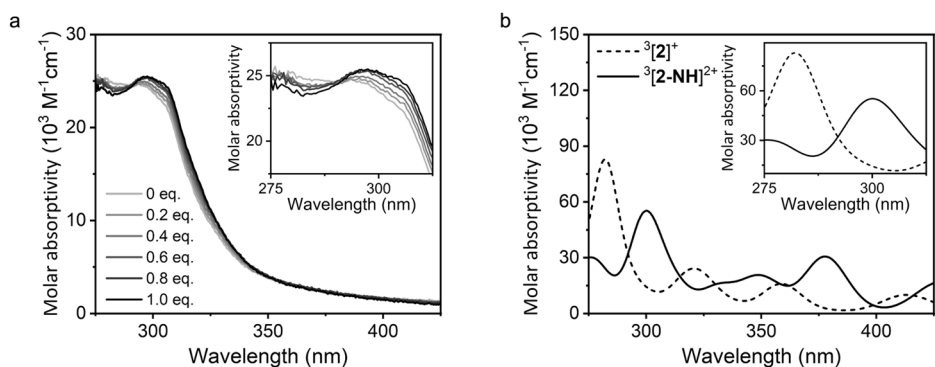 a
Molar absorptivity (10³ M⁻¹cm⁻¹)
30
20
10
0
300
350
400
Wavelength (nm)
0 eq.
0.2 eq.
0.4 eq.
0.6 eq.
0.8 eq.
1.0 eq.
Molar absorptivity
25
20
275
300
Wavelength (nm)
b
Molar absorptivity (10³ M⁻¹cm⁻¹)
150
120
90
60
30
0
300
350
400
Wavelength (nm)
³[2]⁺
³[2-NH]²⁺
Molar absorptivity
60
30
275
300
Wavelength (nm)